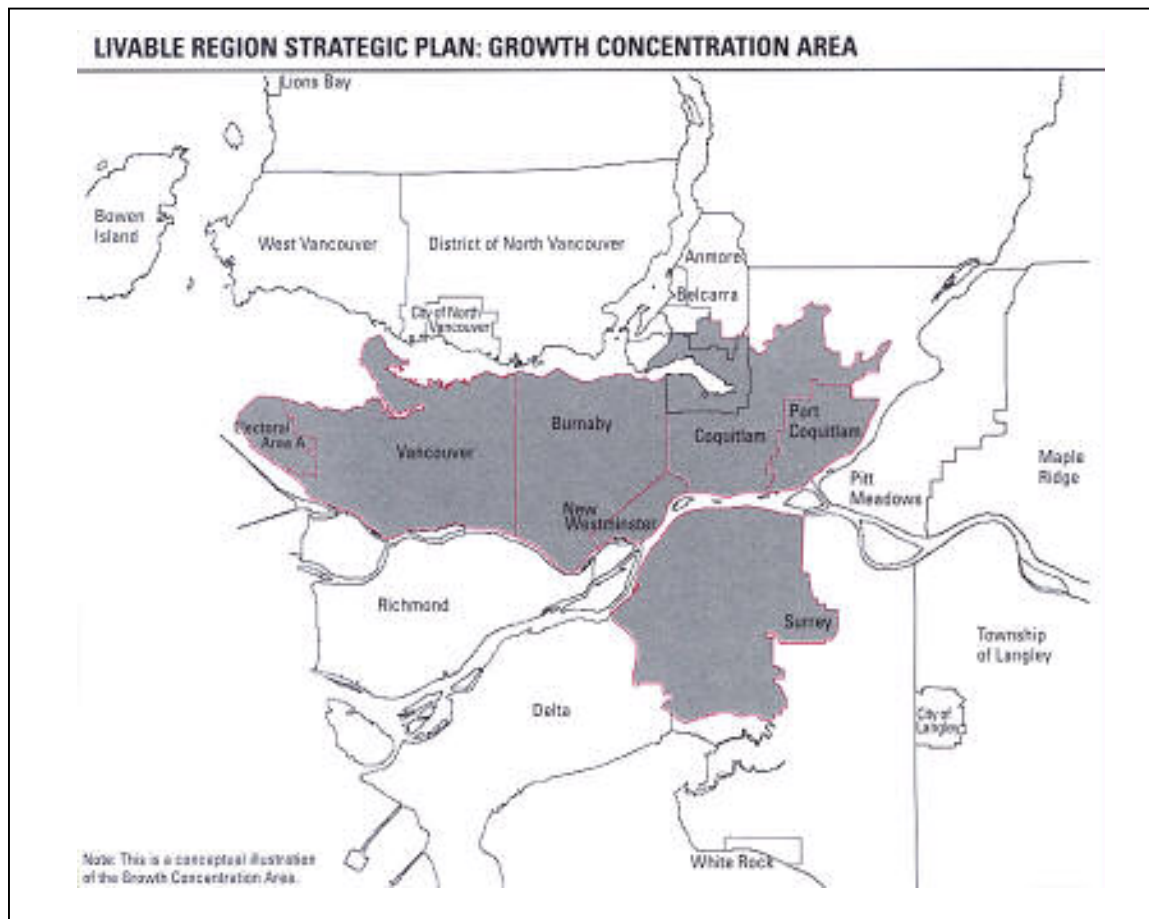 LIVABLE REGION STRATEGIC PLAN: GROWTH CONCENTRATION AREA
Lions Bay
Bowen
Island
West Vancouver
District of North Vancouver
Anmore
Belcarra
City of North
Vancouver
Electoral
Area A
Vancouver
Burnaby
Coquitlam
Port
Coquitlam
New
Westminster
Pitt
Meadows
Maple
Ridge
Richmond
Surrey
Township
of Langley
Delta
City of
Langley
White Rock
Note: This is a conceptual illustration
of the Growth Concentration Area.